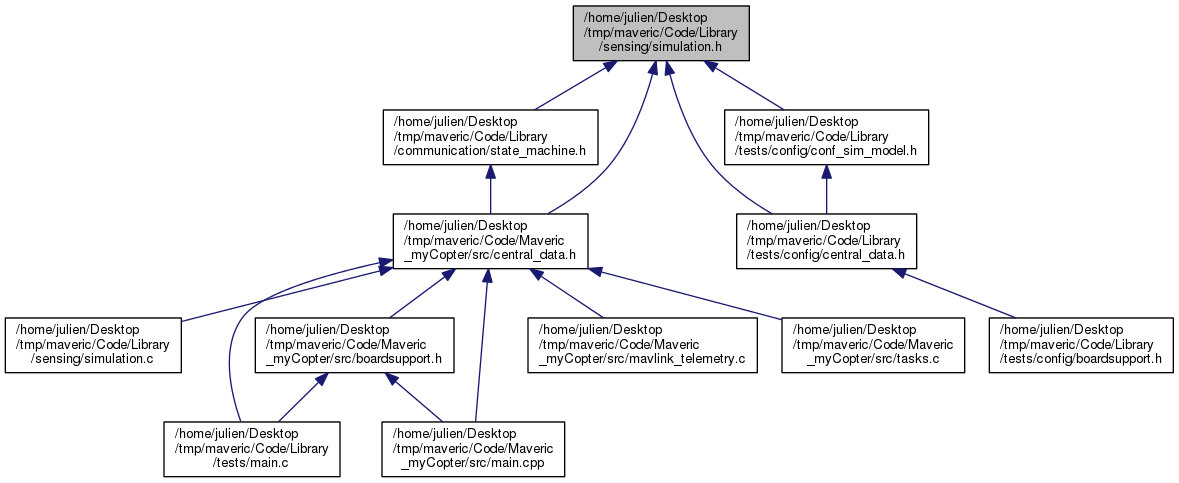 /home/julien/Desktop
/tmp/maveric/Code/Library
/sensing/simulation.h
/home/julien/Desktop
/tmp/maveric/Code/Library
/communication/state_machine.h
/home/julien/Desktop
/tmp/maveric/Code/Library
/tests/config/conf_sim_model.h
/home/julien/Desktop
/tmp/maveric/Code/Maveric
_myCopter/src/central_data.h
/home/julien/Desktop
/tmp/maveric/Code/Library
/tests/config/central_data.h
/home/julien/Desktop
/tmp/maveric/Code/Library
/sensing/simulation.c
/home/julien/Desktop
/tmp/maveric/Code/Maveric
_myCopter/src/boardsupport.h
/home/julien/Desktop
/tmp/maveric/Code/Maveric
_myCopter/src/mavlink_telemetry.c
/home/julien/Desktop
/tmp/maveric/Code/Maveric
_myCopter/src/tasks.c
/home/julien/Desktop
/tmp/maveric/Code/Library
/tests/config/boardsupport.h
/home/julien/Desktop
/tmp/maveric/Code/Library
/tests/main.c
/home/julien/Desktop
/tmp/maveric/Code/Maveric
_myCopter/src/main.cpp